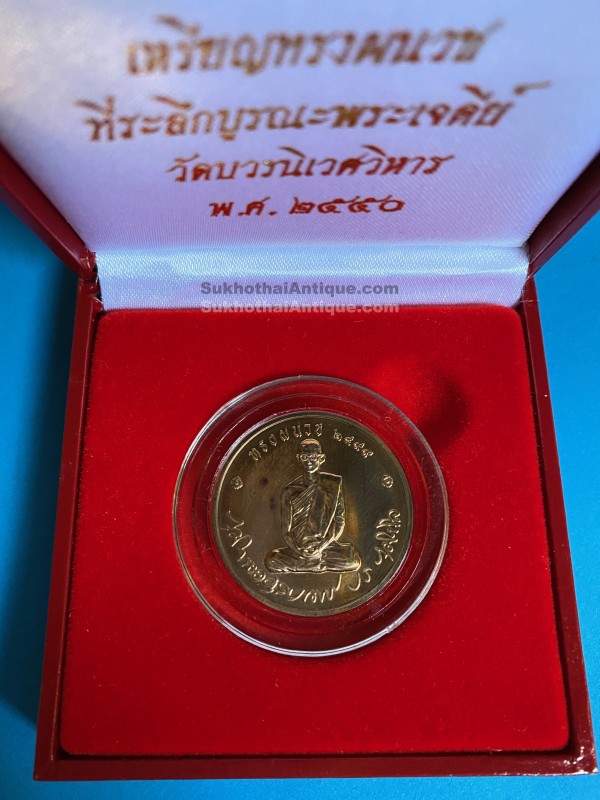 เหรียญทรงผนวช
ที่ระลึกบูรณะพระเจดีย์
วัดบวรนิเวศวิหาร
พ.ศ. ๒๕๕๐
SukhothaiAntique.com
SukhothaiAntique.com
ทรงผนวช ๒๔๙๙